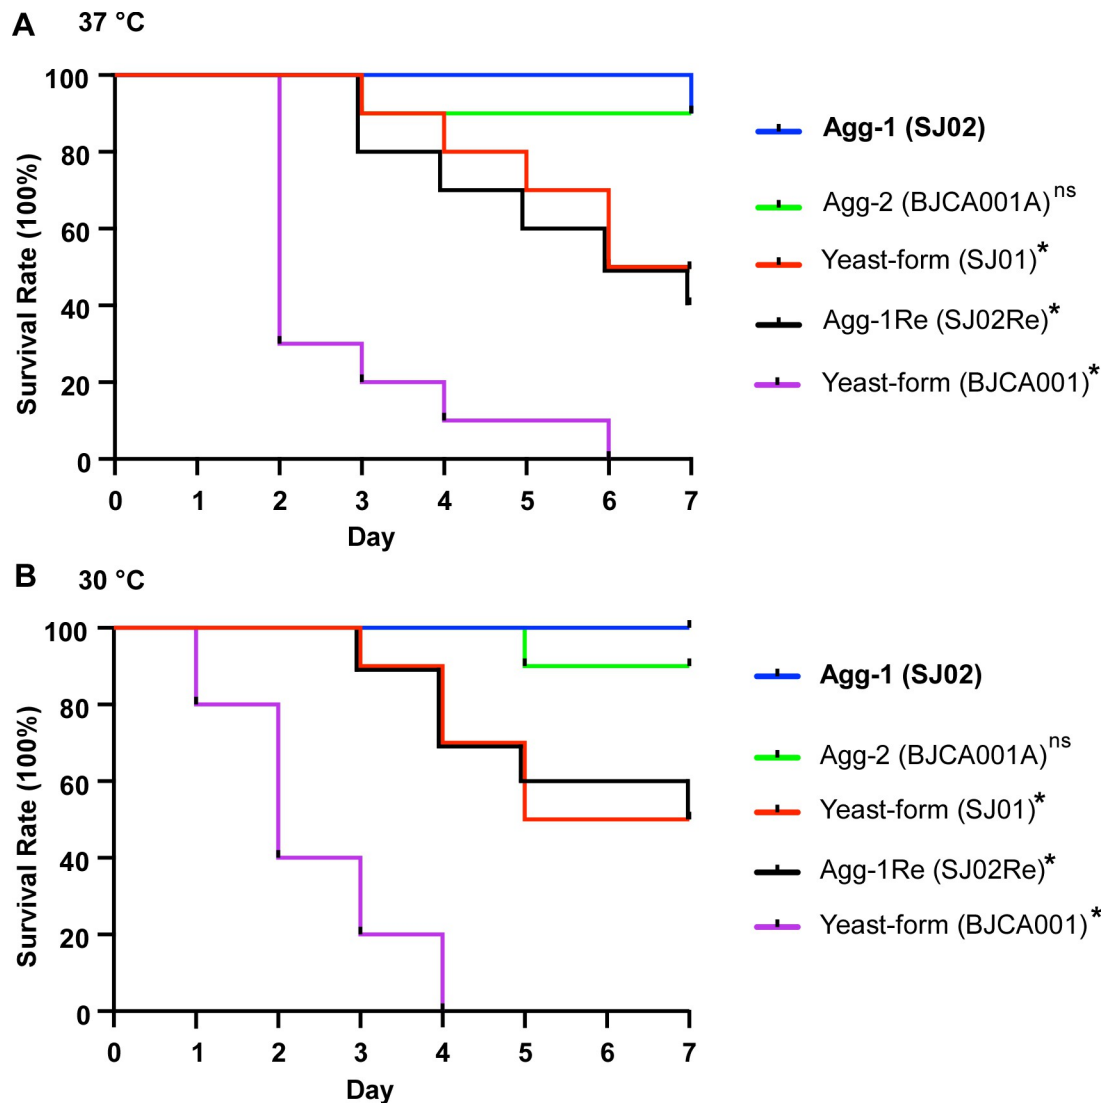 A 37 °C
100
80
60
40
20
0
Survival Rate (100%)
0 1 2 3 4 5 6 7
Day
Agg-1 (SJ02)
Agg-2 (BJCA001A)ns
Yeast-form (SJ01)*
Agg-1Re (SJ02Re)*
Yeast-form (BJCA001)*
B 30 °C
100
80
60
40
20
0
Survival Rate (100%)
0 1 2 3 4 5 6 7
Day
Agg-1 (SJ02)
Agg-2 (BJCA001A)ns
Yeast-form (SJ01)*
Agg-1Re (SJ02Re)*
Yeast-form (BJCA001)*